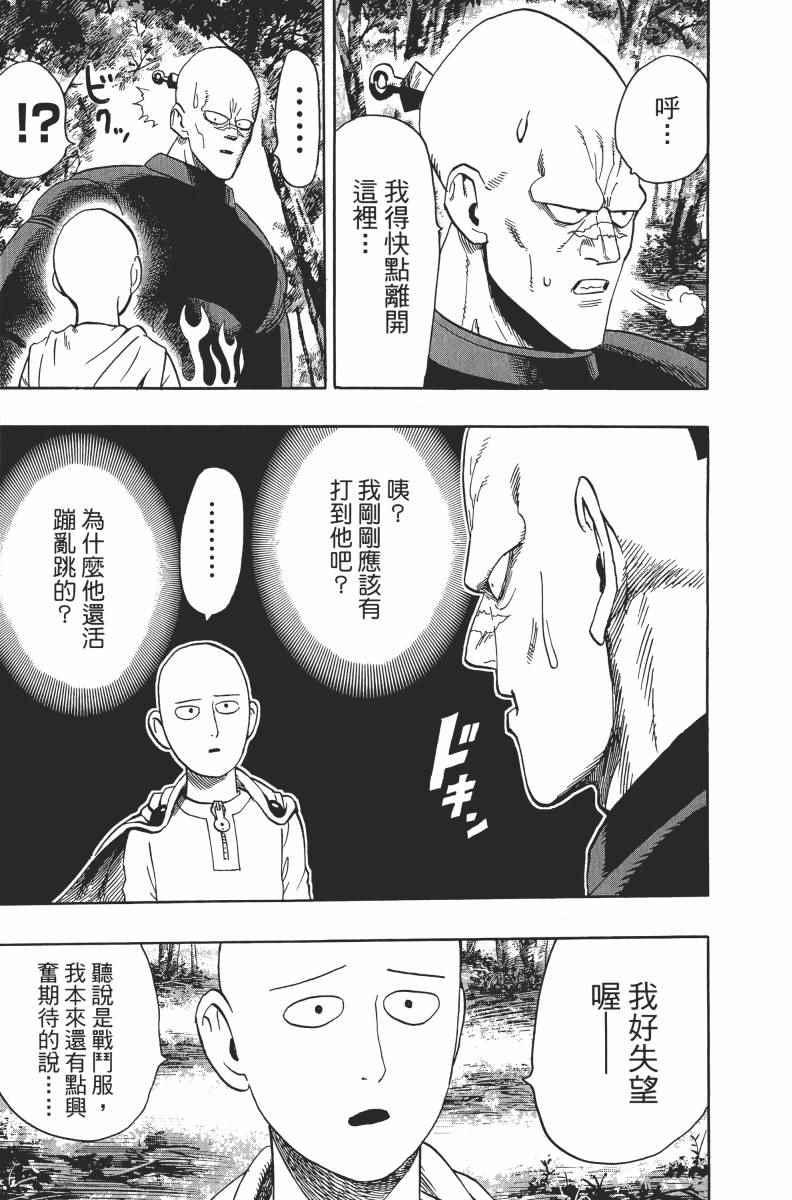 呼⋯
我得快點離開
這裡⋯
⋯⋯
ビクッ
!?
咦？
我剛剛應該有
打到他吧？
⋯⋯⋯
為什麼他還活
蹦亂跳的？
ドキン
我好失望
喔——
聽說是戰鬥服，
我本來還有點興
奮期待的說⋯⋯